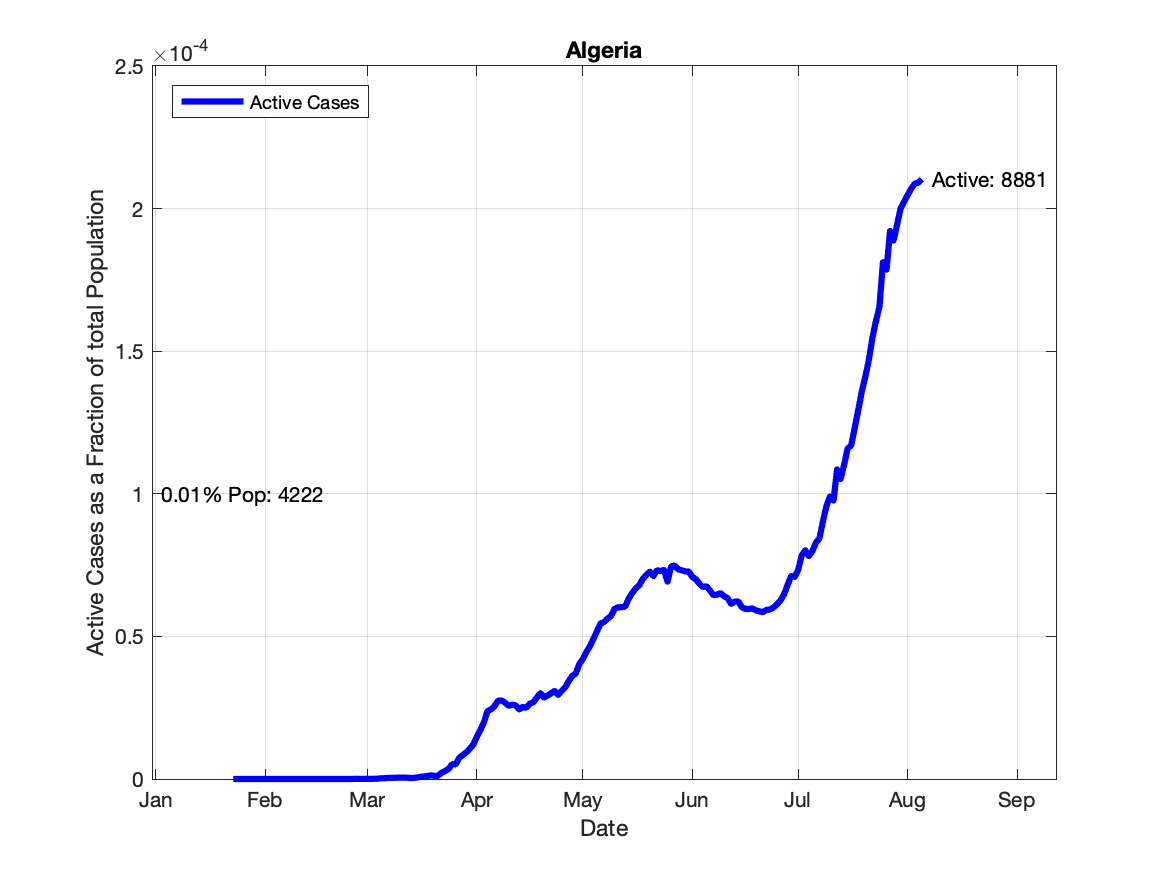 Algeria
×10-4
2.5
2
1.5
1
0.5
0
Active Cases
Active: 8881
0.01% Pop: 4222
Active Cases as a Fraction of total Population
Jan Feb Mar Apr May Jun Jul Aug Sep
Date